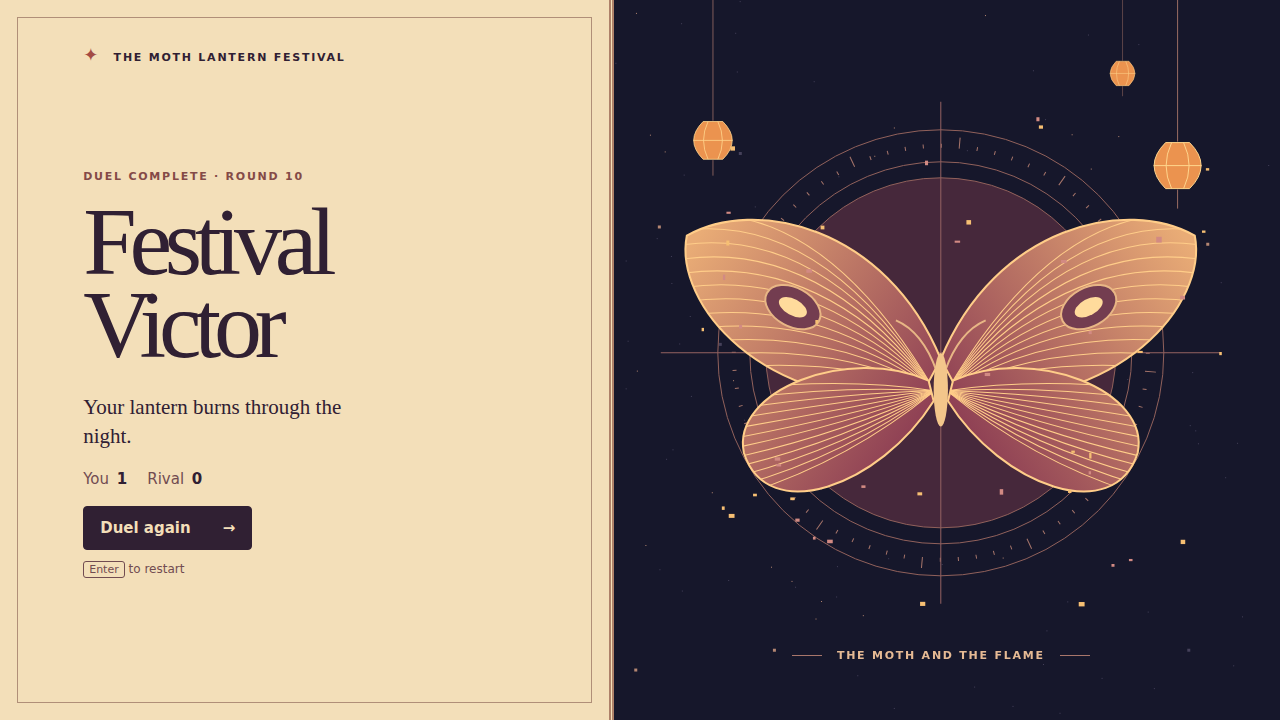 THE MOTH LANTERN FESTIVAL
DUEL COMPLETE · ROUND 10
Festival
Victor
Your lantern burns through the
night.
You 1 Rival 0
Duel again →
Enter to restart
THE MOTH AND THE FLAME